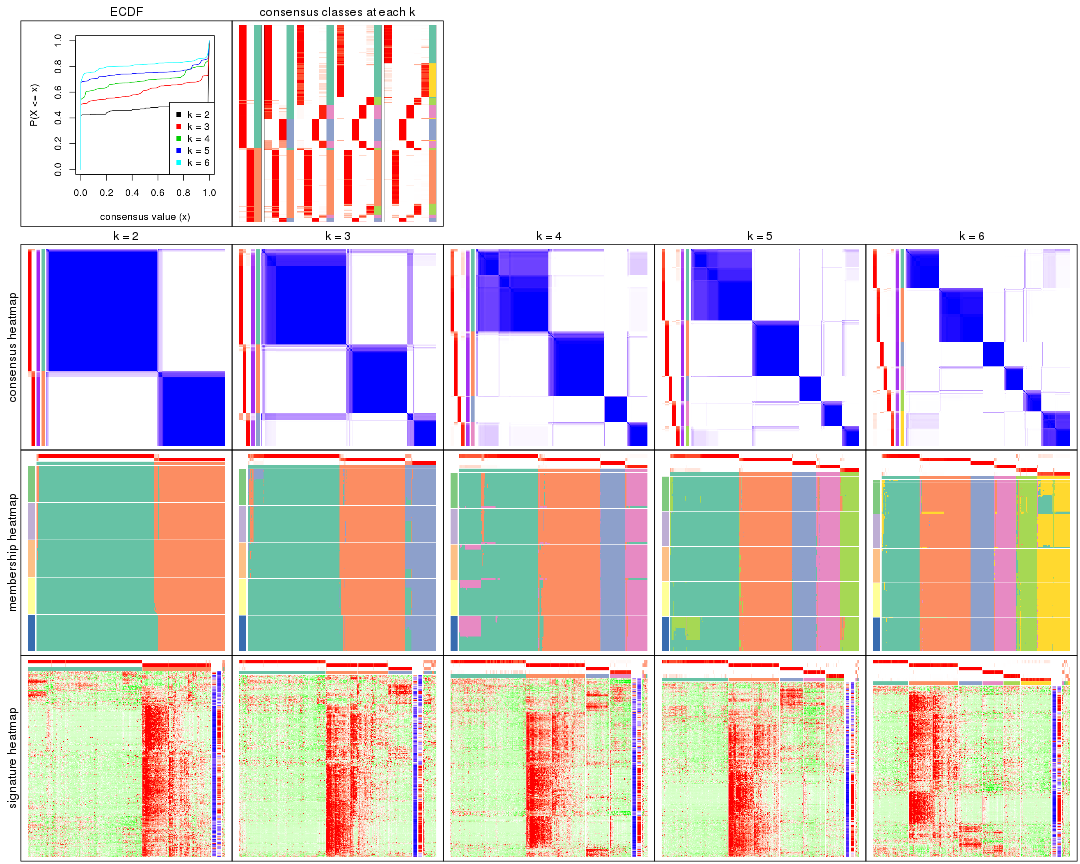 ECDF
consensus classes at each k
P(X <= x)
0.0 0.2 0.4 0.6 0.8 1.0
k = 2
k = 3
k = 4
k = 5
k = 6
0.0 0.2 0.4 0.6 0.8 1.0
consensus value (x)
k = 2
k = 3
k = 4
k = 5
k = 6
consensus heatmap
membership heatmap
signature heatmap